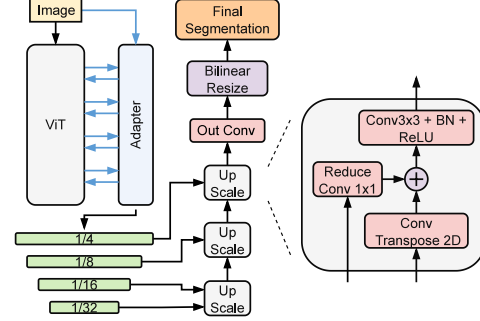 Image
ViT
Adapter
1/4
1/8
1/16
1/32
Final
Segmentation
Bilinear
Resize
Out Conv
Up
Scale
Up
Scale
Up
Scale
Conv3x3 + BN +
ReLU
Reduce
Conv 1x1
+
Conv
Transpose 2D